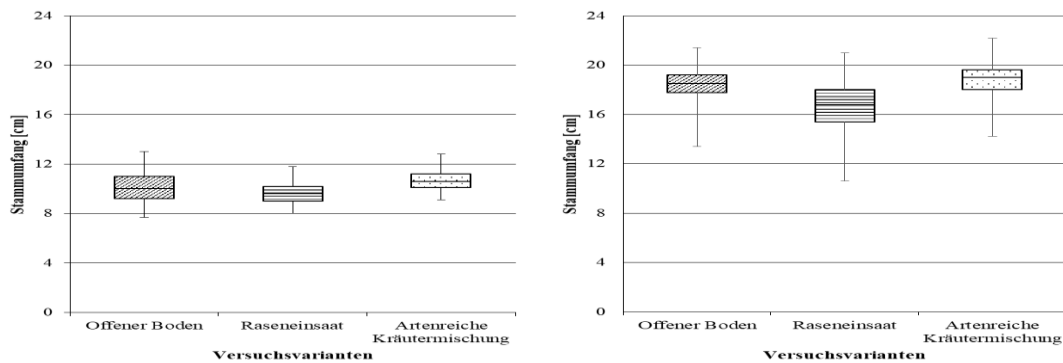 24
20
16
12
8
4
0
Stammumfang [cm]
Offener Boden
Raseneinsaat
Artenreiche
Kräutermischung
Versuchsvarianten
24
20
16
12
8
4
0
Stammumfang [cm]
Offener Boden
Raseneinsaat
Artenreiche
Kräutermischung
Versuchsvarianten